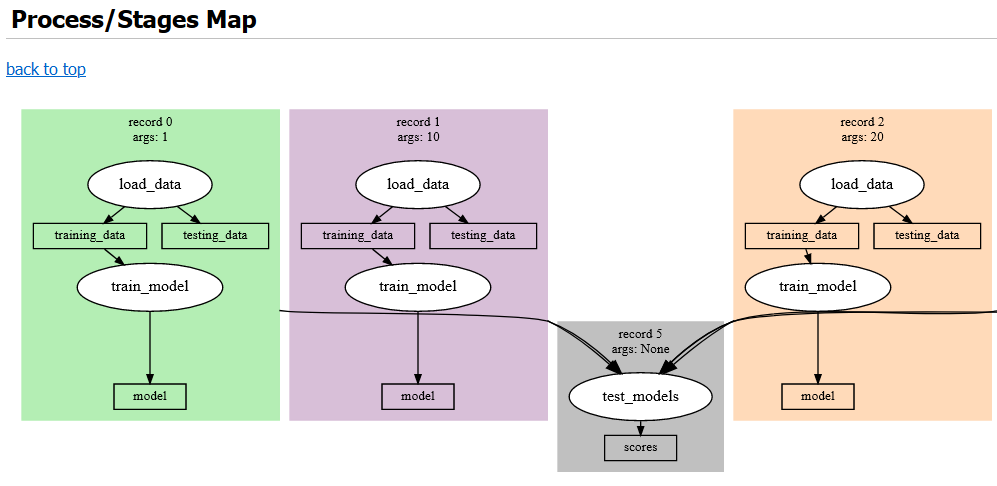 Process/Stages Map
back to top
record 0
args: 1
load_data
training_data
testing_data
train_model
model
record 1
args: 10
load_data
training_data
testing_data
train_model
model
record 5
args: None
test_models
scores
record 2
args: 20
load_data
training_data
testing_data
train_model
model